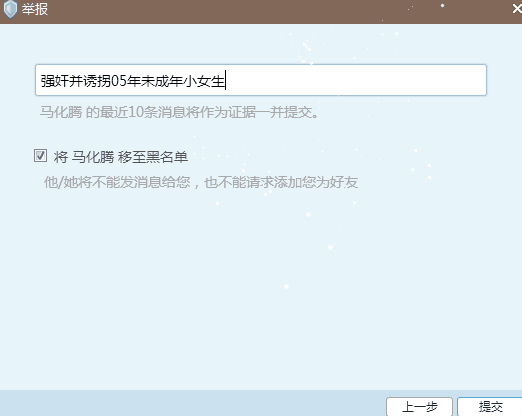 举报
强奸并诱拐05年未成年小女生
马化腾 的最近10条消息将作为证据一并提交。
将 马化腾 移至黑名单
他/她将不能发消息给您，也不能请求添加您为好友
上一步
提交